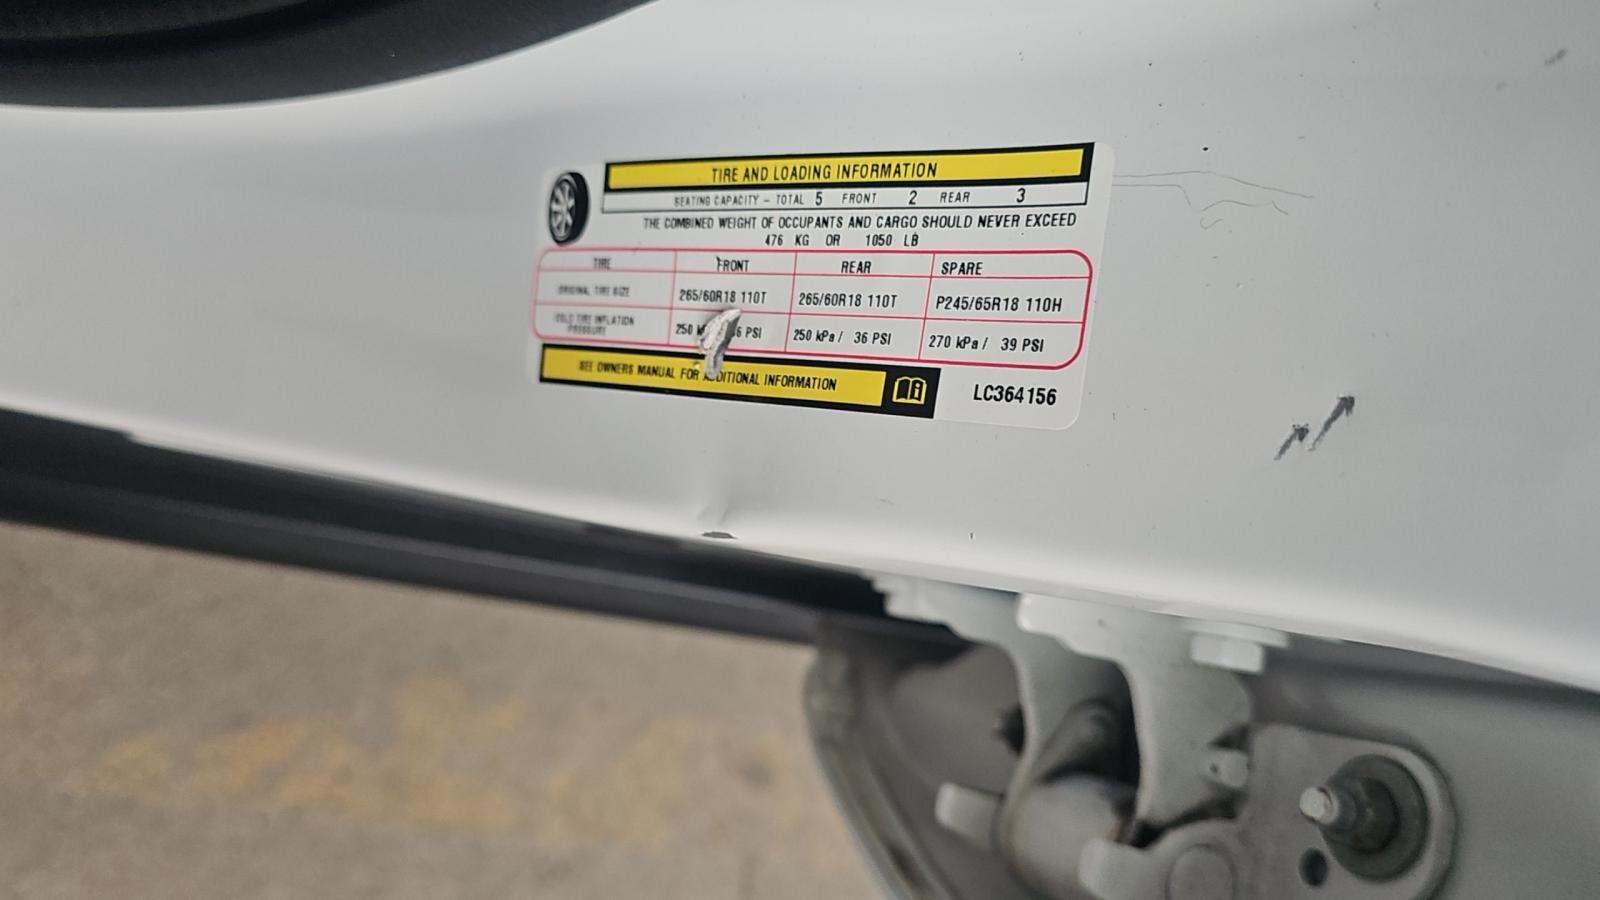 TIRE AND LOADING INFORMATION
SEATING CAPACITY - TOTAL 5 FRONT 2 REAR 3
THE COMBINED WEIGHT OF OCCUPANTS AND CARGO SHOULD NEVER EXCEED
476 KG OR 1050 LB
TIRE FRONT REAR SPARE
ORIGINAL TIRE SIZE 265/60R18 110T 265/60R18 110T P245/65R18 110H
COLD TIRE INFLATION PRESSURE 250 6 PSI 250 kPa / 36 PSI 270 kPa / 39 PSI
SEE OWNERS MANUAL FOR ADDITIONAL INFORMATION
LC364156